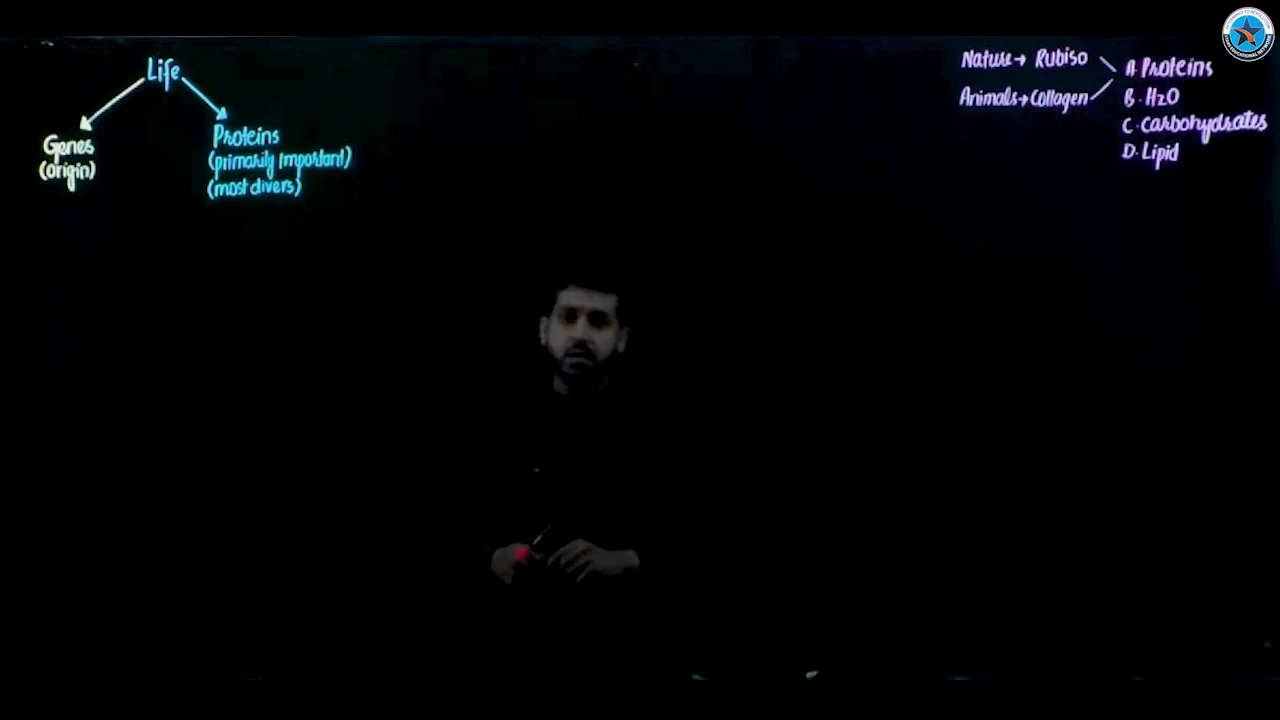 Life
Genes
(origin)
Proteins
(primarily important)
(most divers)
Nature → Rubiso
Animals → Collagen
A. Proteins
B. H₂O
C. Carbohydrates
D. Lipid